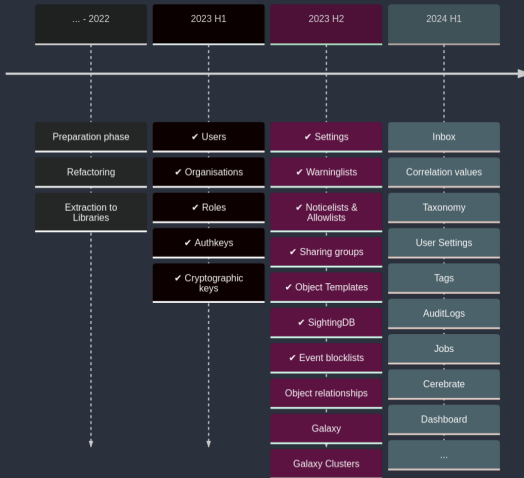 ... - 2022
2023 H1
2023 H2
2024 H1
Preparation phase
Refactoring
Extraction to
Libraries
✔ Users
✔ Organisations
✔ Roles
✔ Authkeys
✔ Cryptographic
keys
✔ Settings
✔ Warninglists
✔ Noticelists &
Allowlists
✔ Sharing groups
✔ Object Templates
✔ SightingDB
✔ Event blocklists
Object relationships
Galaxy
Galaxy Clusters
Inbox
Correlation values
Taxonomy
User Settings
Tags
AuditLogs
Jobs
Cerebrate
Dashboard
...